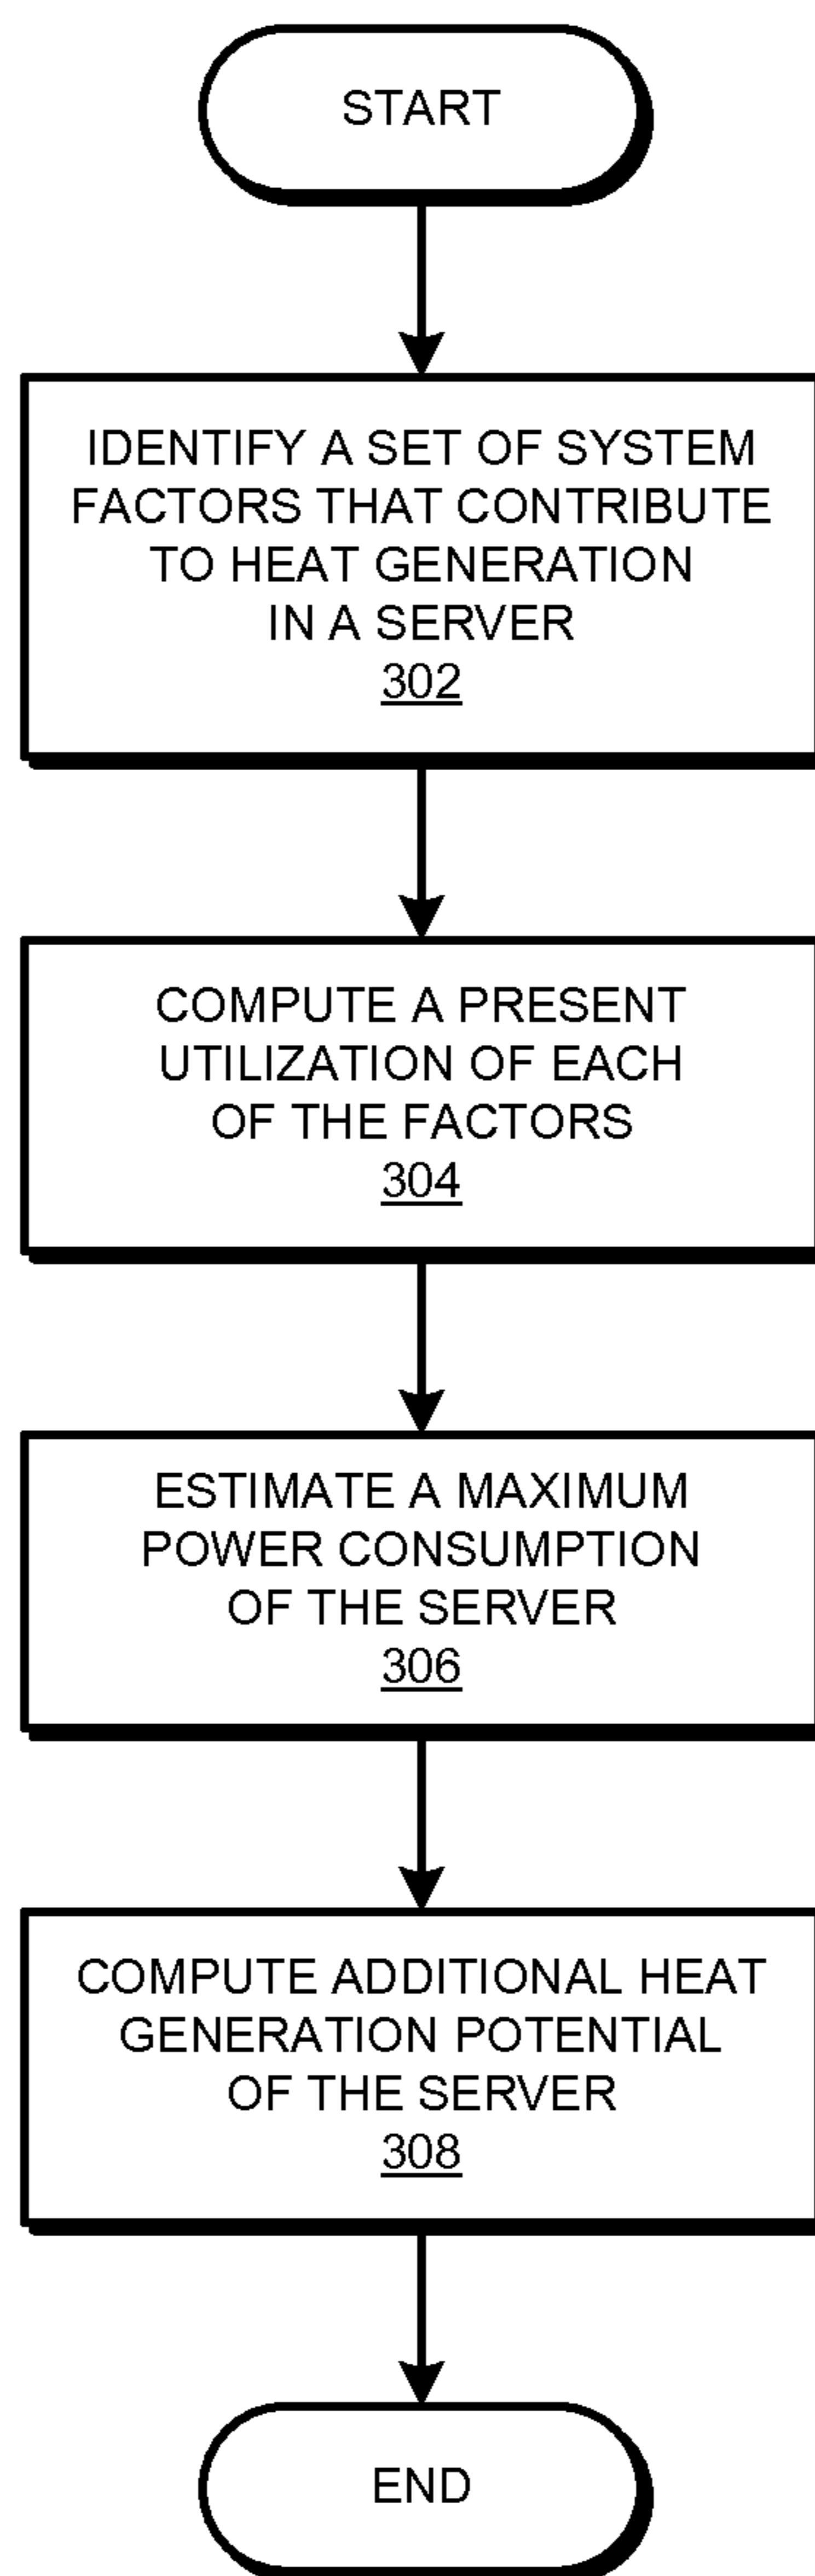 START
IDENTIFY A SET OF SYSTEM
FACTORS THAT CONTRIBUTE
TO HEAT GENERATION
IN A SERVER
302
COMPUTE A PRESENT
UTILIZATION OF EACH
OF THE FACTORS
304
ESTIMATE A MAXIMUM
POWER CONSUMPTION
OF THE SERVER
306
COMPUTE ADDITIONAL HEAT
GENERATION POTENTIAL
OF THE SERVER
308
END